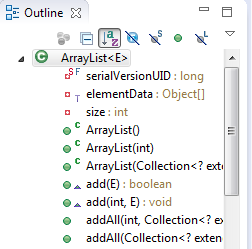 Outline
ArrayList<E>
serialVersionUID : long
elementData : Object[]
size : int
ArrayList()
ArrayList(int)
ArrayList(Collection<? exte
add(E) : boolean
add(int, E) : void
addAll(int, Collection<? ext
addAll(Collection<? extend